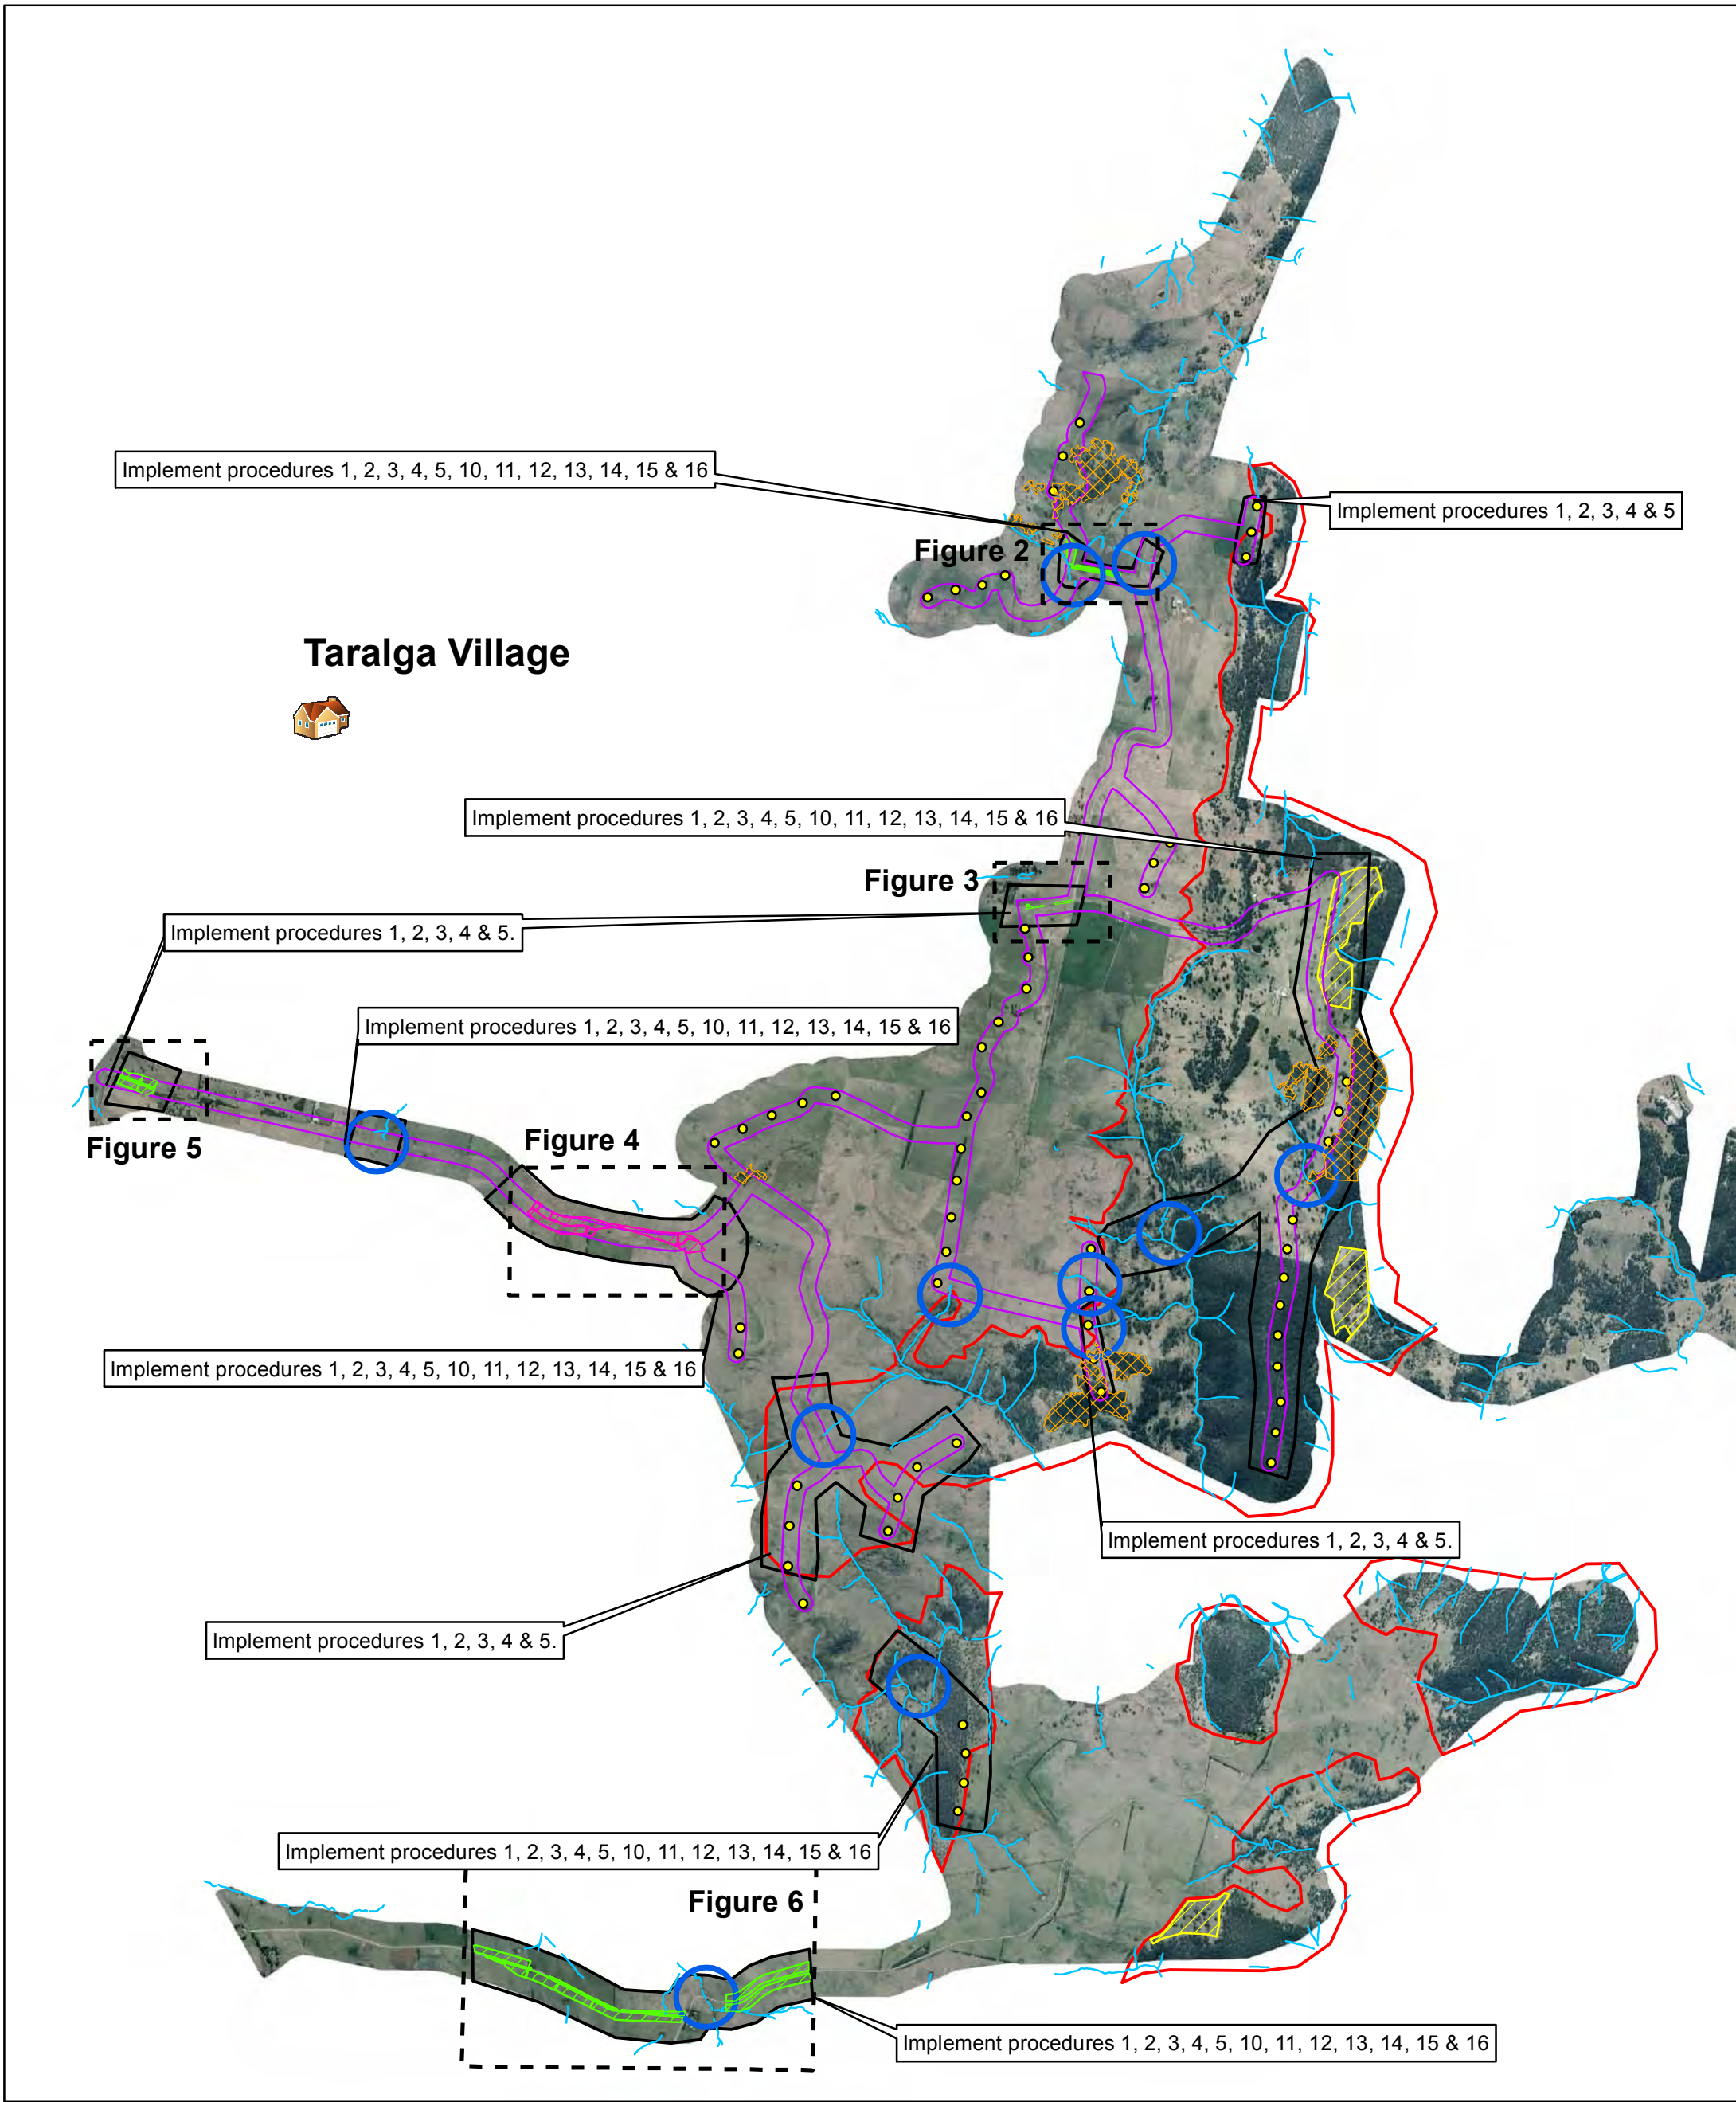 Implement procedures 1, 2, 3, 4, 5, 10, 11, 12, 13, 14, 15 & 16
Implement procedures 1, 2, 3, 4 & 5
Figure 2
Taralga Village
Implement procedures 1, 2, 3, 4, 5, 10, 11, 12, 13, 14, 15 & 16
Figure 3
Implement procedures 1, 2, 3, 4 & 5.
Implement procedures 1, 2, 3, 4, 5, 10, 11, 12, 13, 14, 15 & 16
Figure 5
Figure 4
Implement procedures 1, 2, 3, 4, 5, 10, 11, 12, 13, 14, 15 & 16
Implement procedures 1, 2, 3, 4 & 5.
Implement procedures 1, 2, 3, 4 & 5.
Implement procedures 1, 2, 3, 4, 5, 10, 11, 12, 13, 14, 15 & 16
Figure 6
Implement procedures 1, 2, 3, 4, 5, 10, 11, 12, 13, 14, 15 & 16